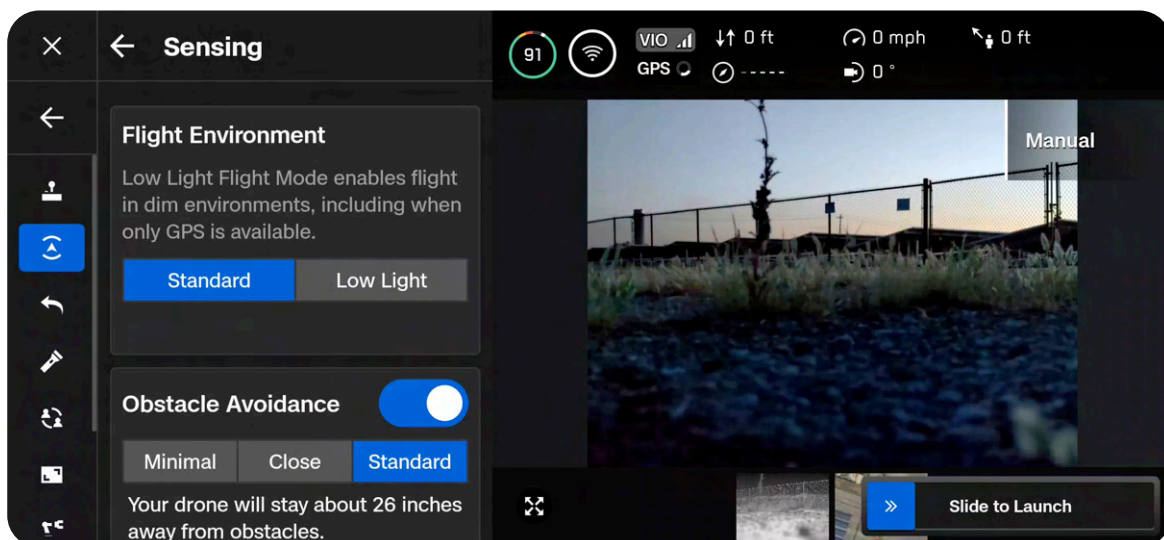 Sensing
Flight Environment
Low Light Flight Mode enables flight
in dim environments, including when
only GPS is available.
Standard
Low Light
Obstacle Avoidance
Minimal
Close
Standard
Your drone will stay about 26 inches
away from obstacles.
91
VIO
0 ft
0 mph
0 ft
GPS
-----
0 °
Manual
Slide to Launch